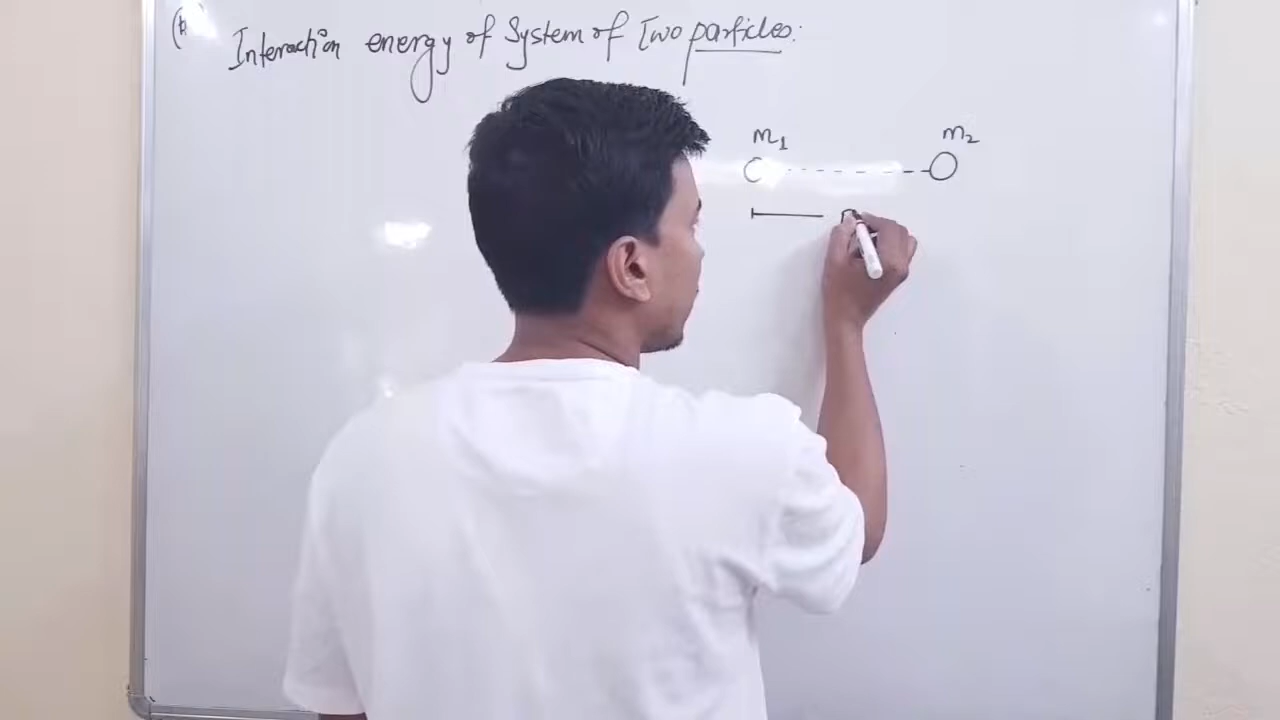 Interaction energy of System of Two particles:
m₁ m₂